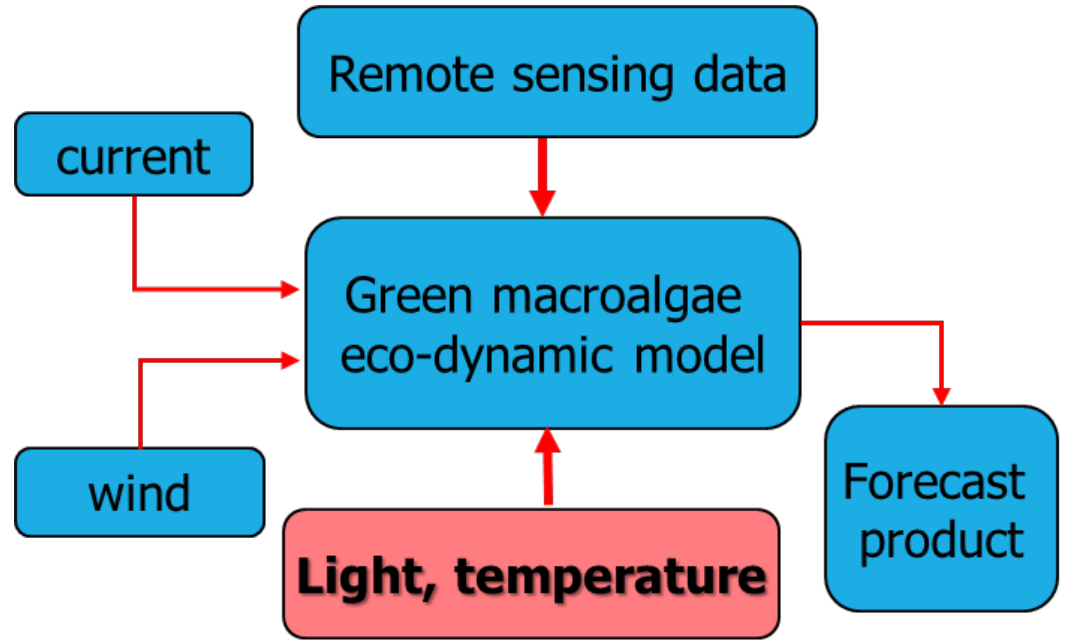 Remote sensing data
current
Green macroalgae
eco-dynamic model
wind
Forecast
product
Light, temperature